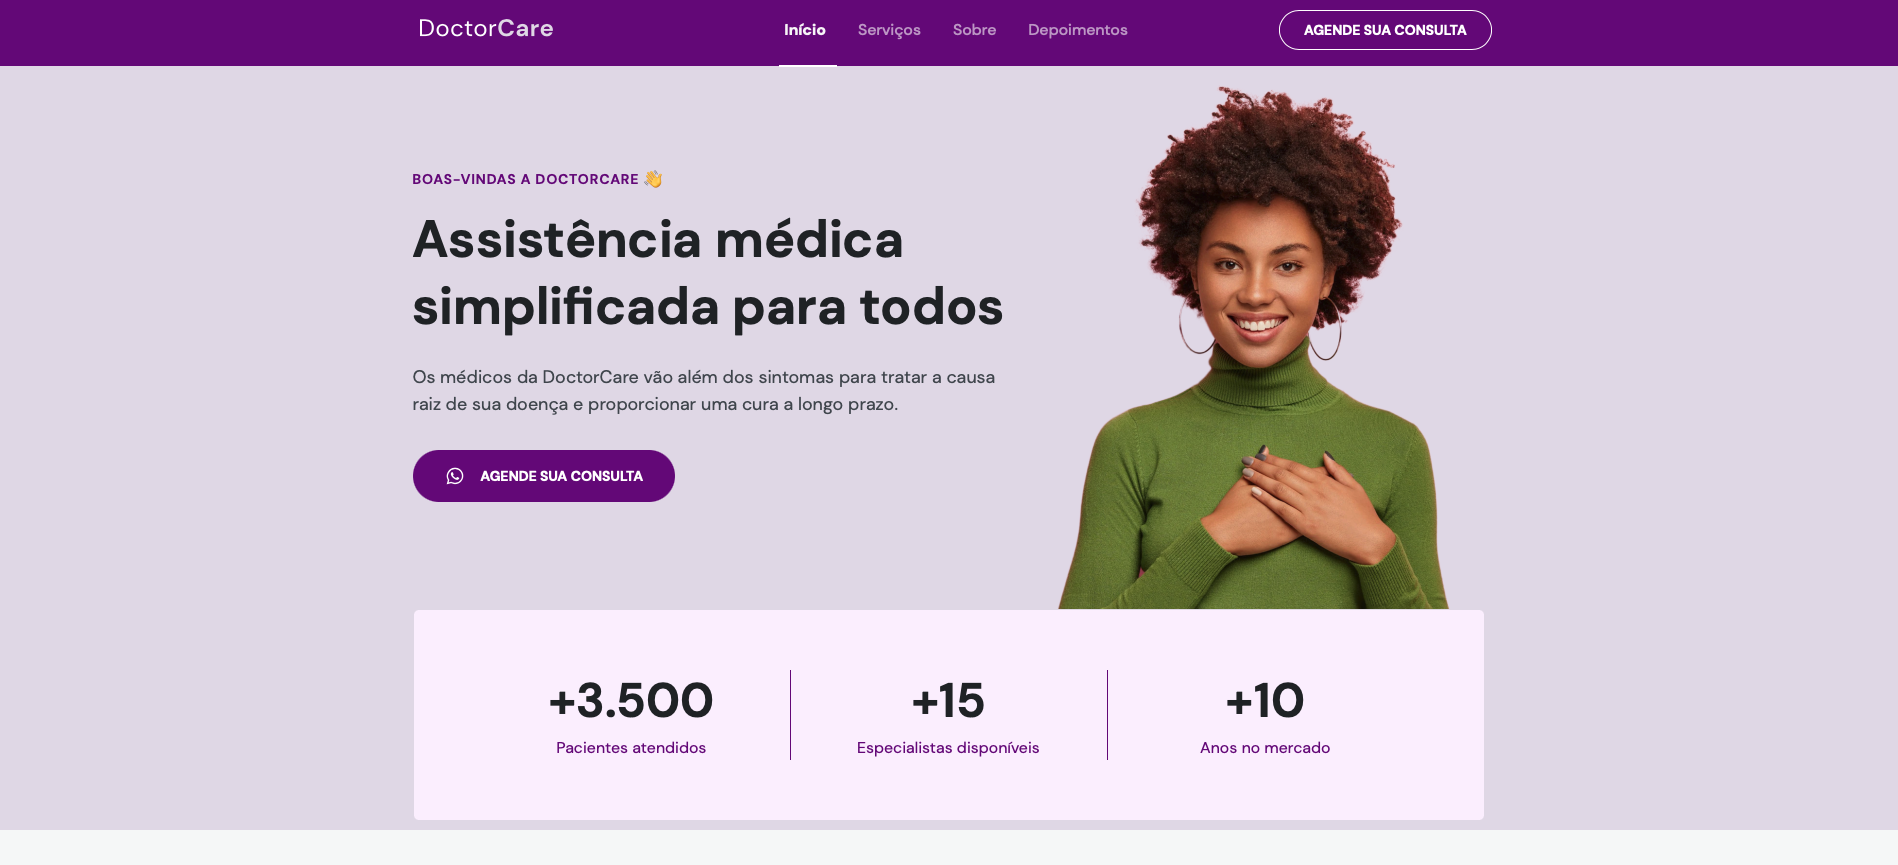 DoctorCare
Início
Serviços
Sobre
Depoimentos
AGENDE SUA CONSULTA
BOAS-VINDAS A DOCTORCARE 👋
Assistência médica
simplificada para todos
Os médicos da DoctorCare vão além dos sintomas para tratar a causa
raiz de sua doença e proporcionar uma cura a longo prazo.
AGENDE SUA CONSULTA
+3.500
Pacientes atendidos
+15
Especialistas disponíveis
+10
Anos no mercado